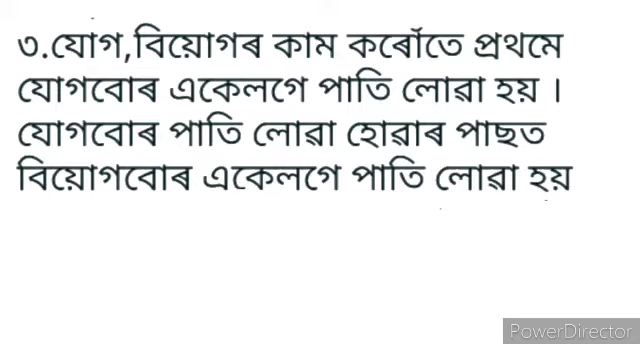 ৩.যোগ,বিয়োগৰ কাম কৰোঁতে প্ৰথমে
যোগবোৰ একেলগে পাতি লোৱা হয় ।
যোগবোৰ পাতি লোৱা হোৱাৰ পাছত
বিয়োগবোৰ একেলগে পাতি লোৱা হয়
PowerDirector